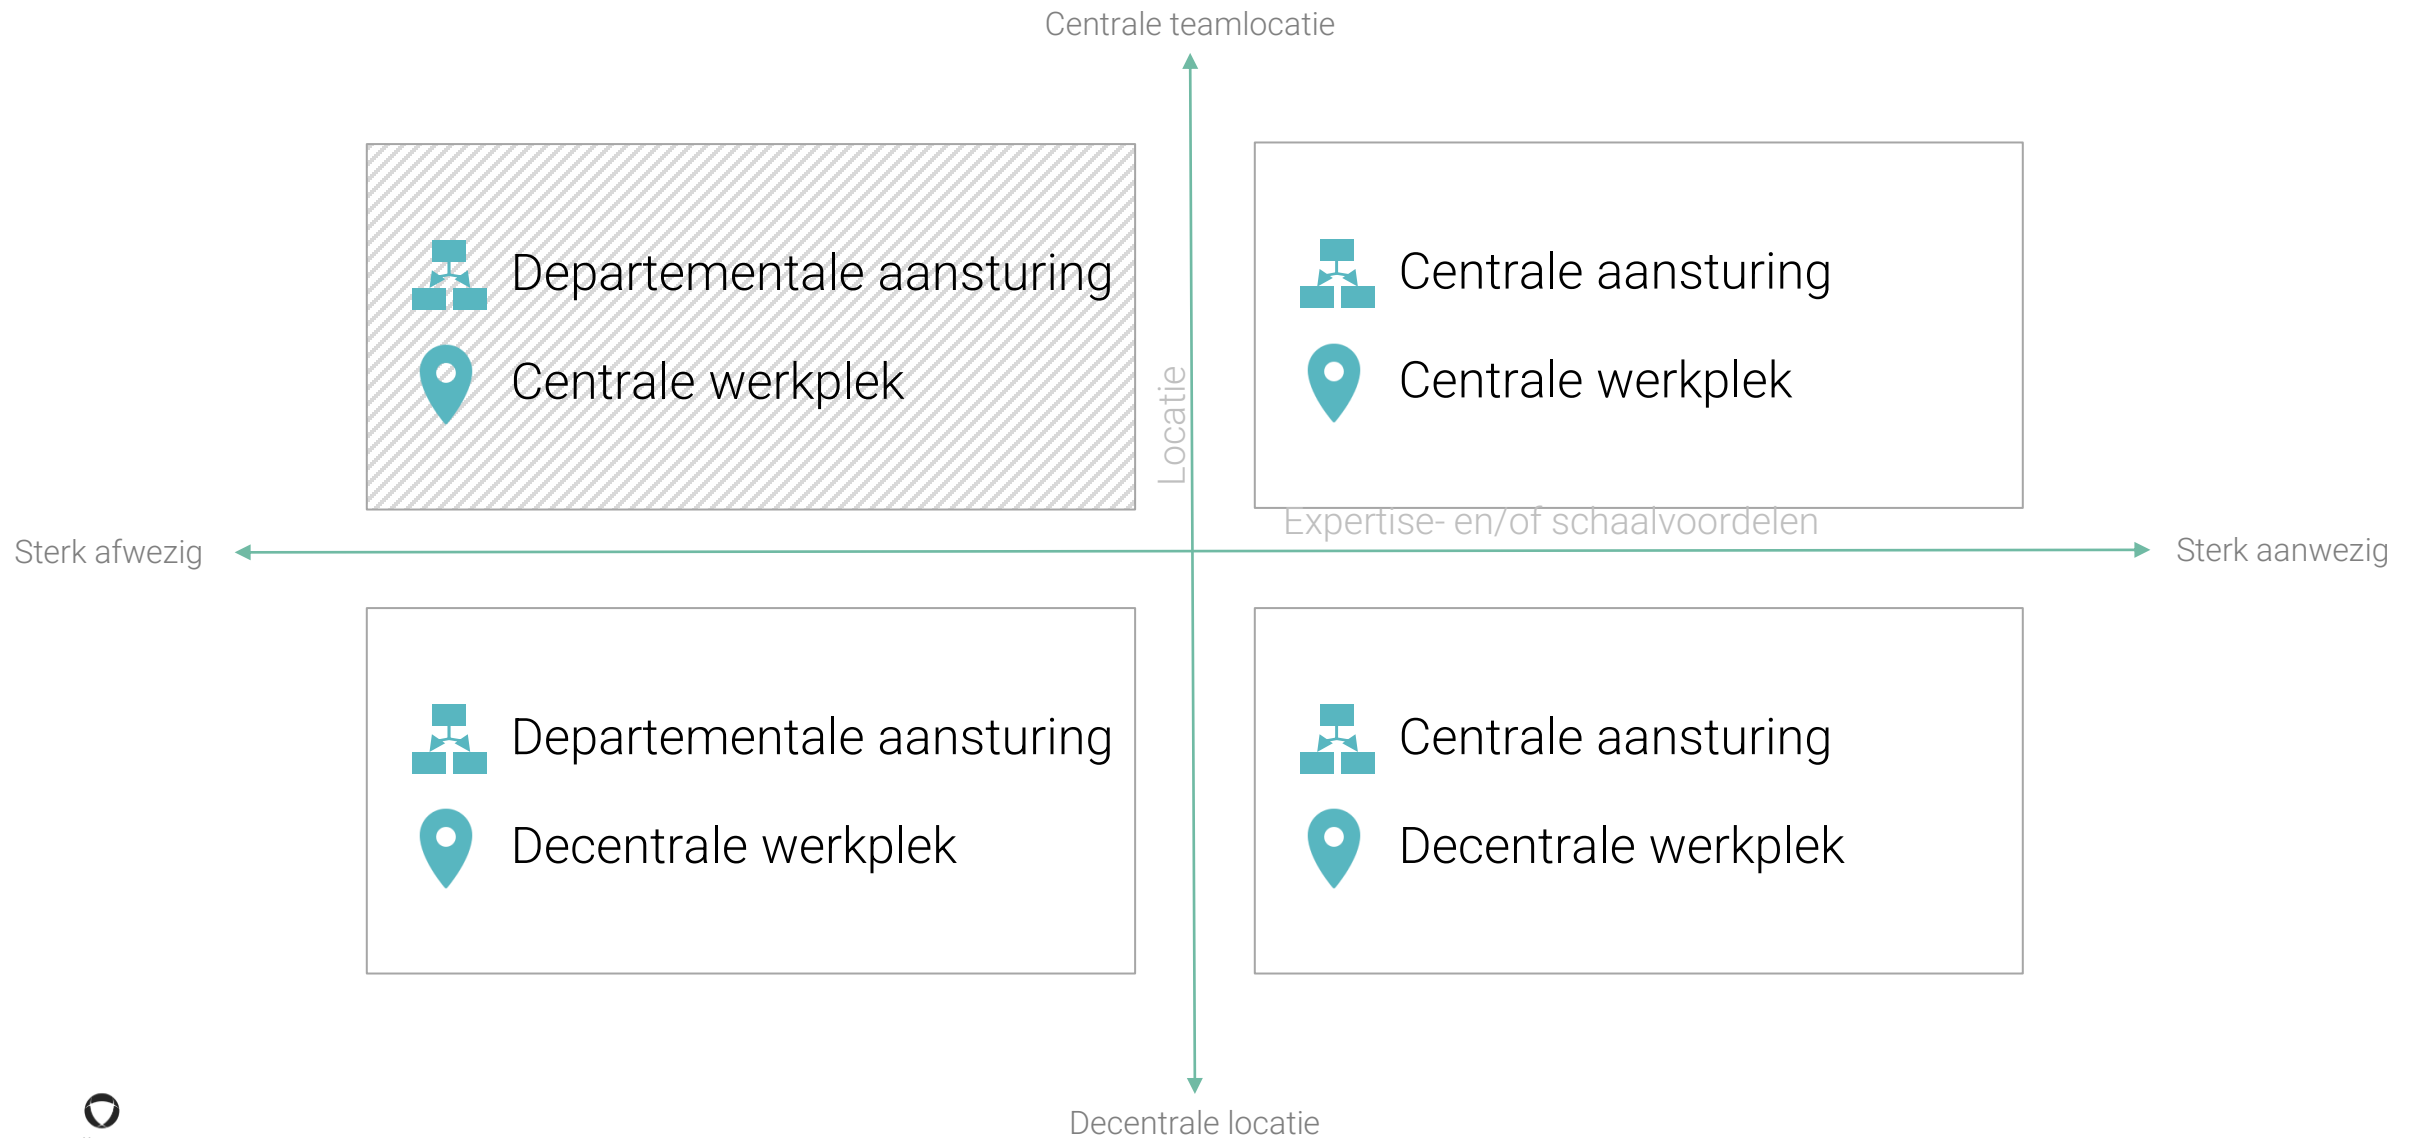 Centrale teamlocatie
Departementale aansturing
Centrale werkplek
Centrale aansturing
Centrale werkplek
Locatie
Expertise- en/of schaalvoordelen
Sterk afwezig
Sterk aanwezig
Departementale aansturing
Decentrale werkplek
Centrale aansturing
Decentrale werkplek
Decentrale locatie